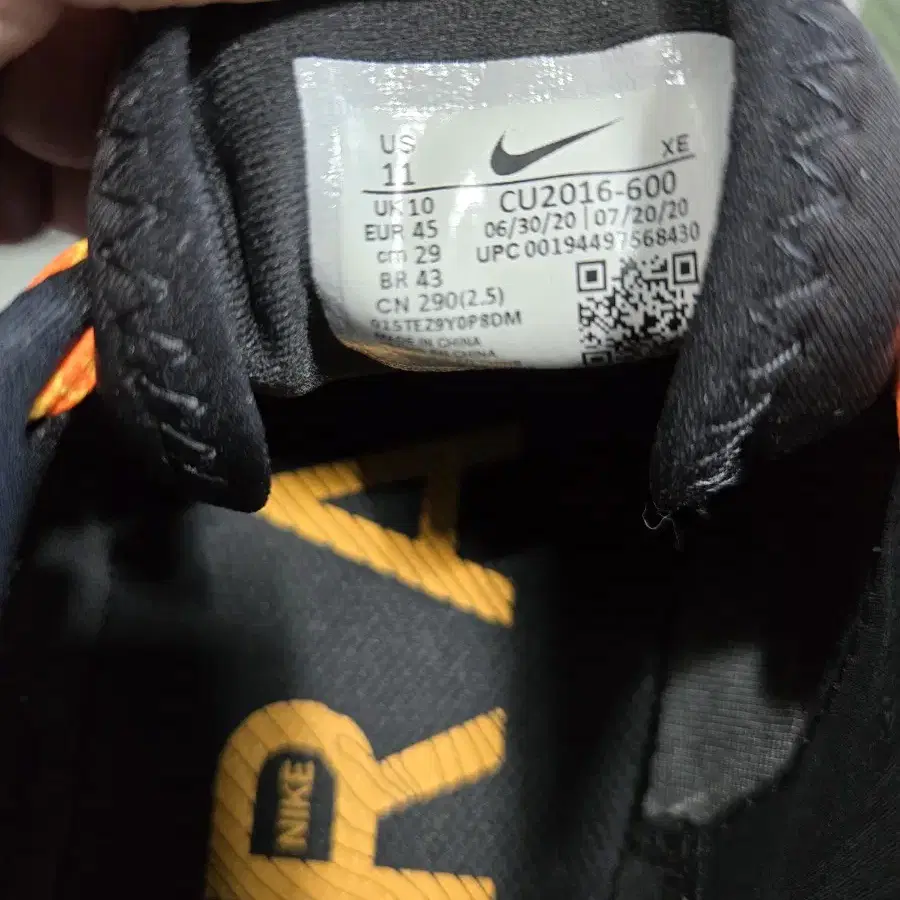 US
11
XE
UK 10
EUR 45
cm 29
BR 43
CN 290(2.5)
CU2016-600
06/30/20 | 07/20/20
UPC 00194497568430
MADE IN CHINA
RA
NIKE